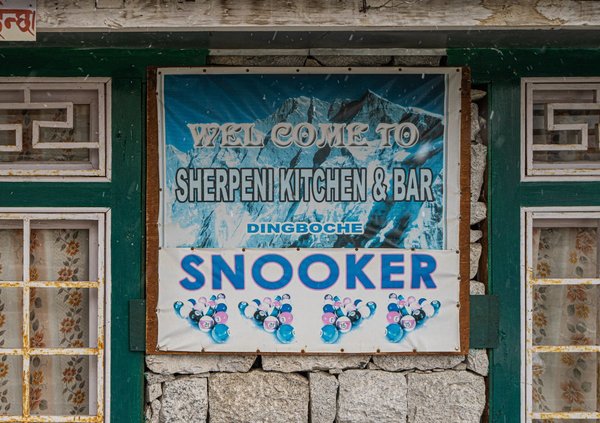 WEL COME TO
SHERPENI KITCHEN & BAR
DINGBOCHE
SNOOKER